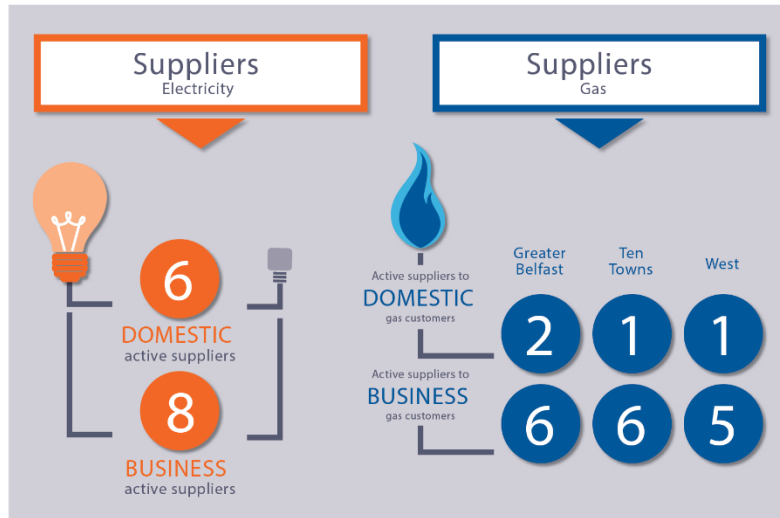 Suppliers
Electricity
6
DOMESTIC
active suppliers
8
BUSINESS
active suppliers
Suppliers
Gas
Greater
Belfast
Ten
Towns
West
Active suppliers to
DOMESTIC
gas customers
2 1 1
Active suppliers to
BUSINESS
gas customers
6 6 5